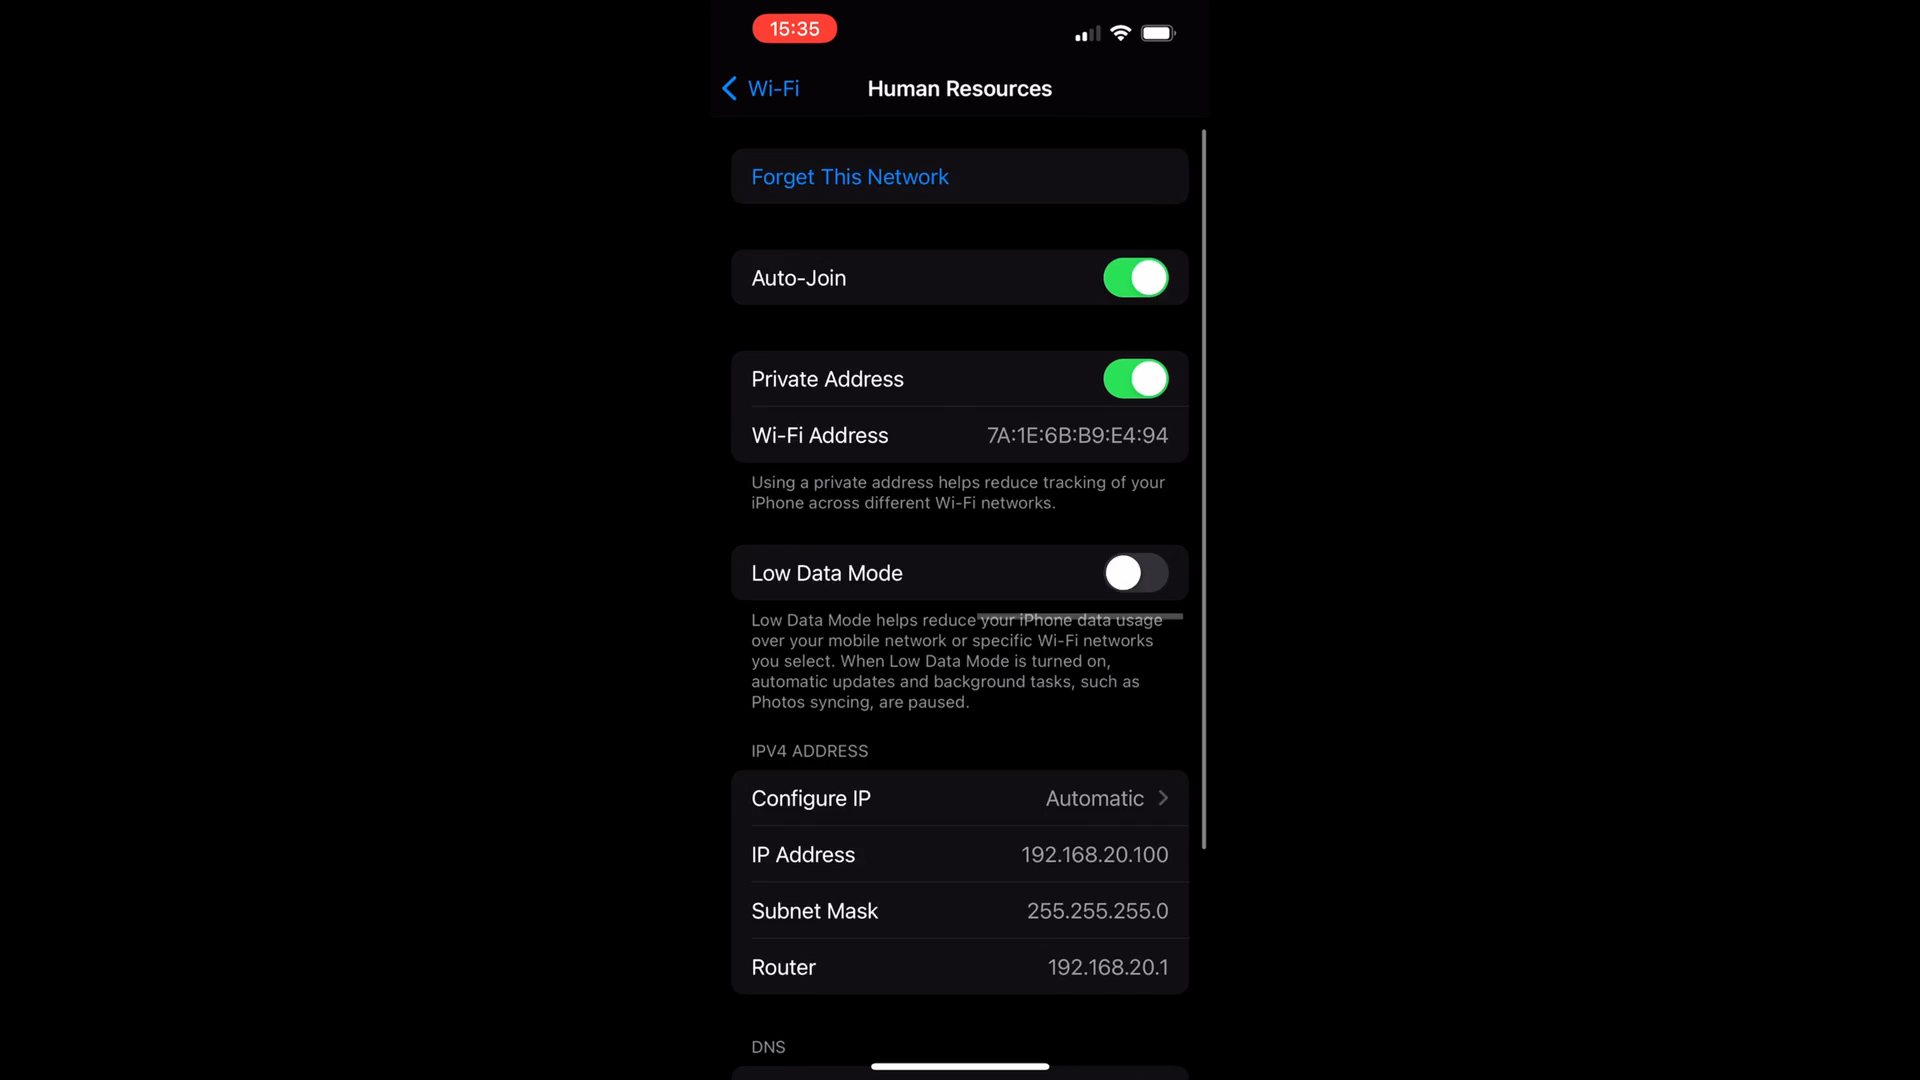 15:35
Wi-Fi
Human Resources
Forget This Network
Auto-Join
Private Address
Wi-Fi Address 7A:1E:6B:B9:E4:94
Using a private address helps reduce tracking of your
iPhone across different Wi-Fi networks.
Low Data Mode
Low Data Mode helps reduce your iPhone data usage
over your mobile network or specific Wi-Fi networks
you select. When Low Data Mode is turned on,
automatic updates and background tasks, such as
Photos syncing, are paused.
IPV4 ADDRESS
Configure IP Automatic
IP Address 192.168.20.100
Subnet Mask 255.255.255.0
Router 192.168.20.1
DNS